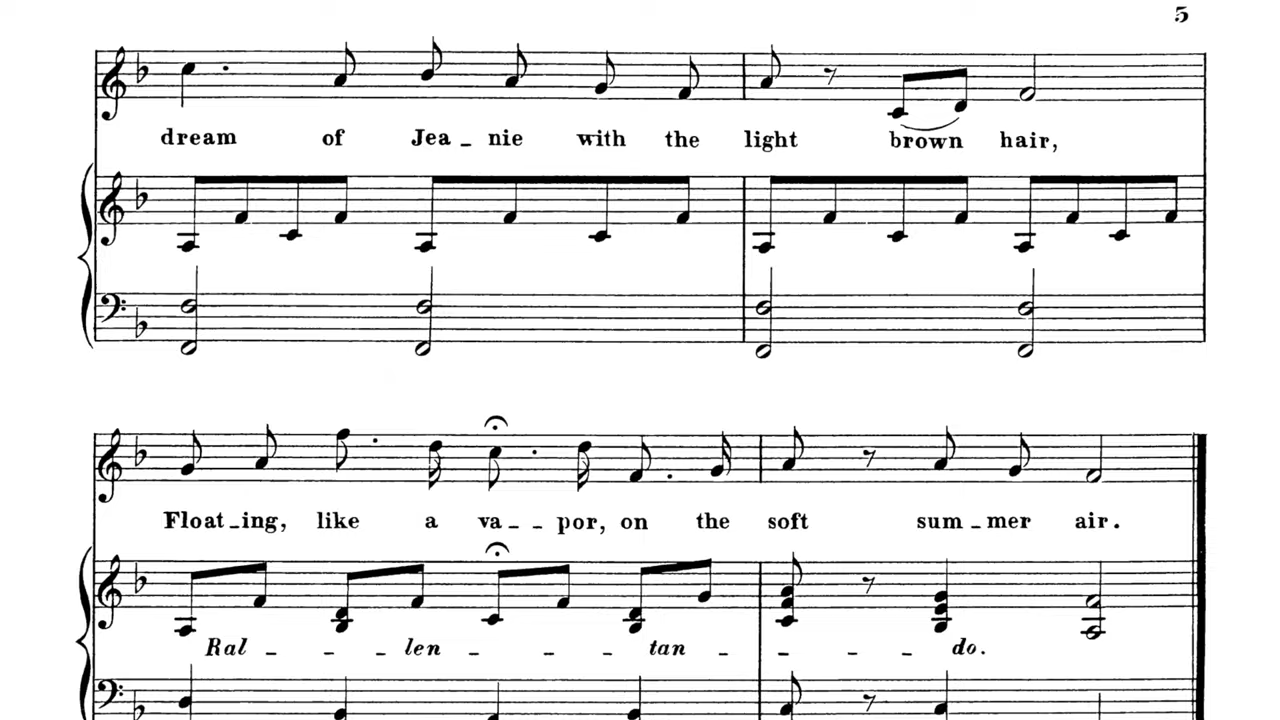 5
dream of Jea - nie with the light brown hair,
Float - ing, like a va - - por, on the soft sum - mer air.
Ral - - - len - - - tan - - - - do.